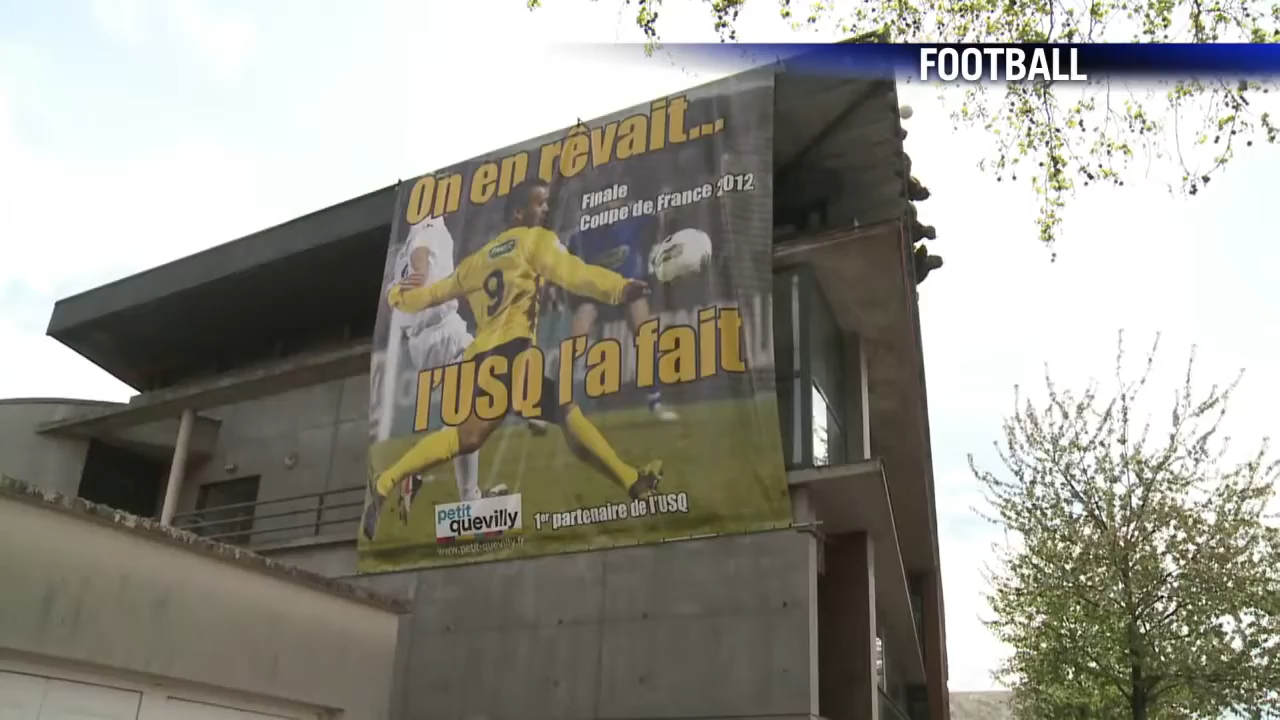 FOOTBALL
On en rêvait...
Finale
Coupe de France 2012
9
l'USQ l'a fait
petit
quevilly
1er partenaire de l'USQ
www.petit-quevilly.fr